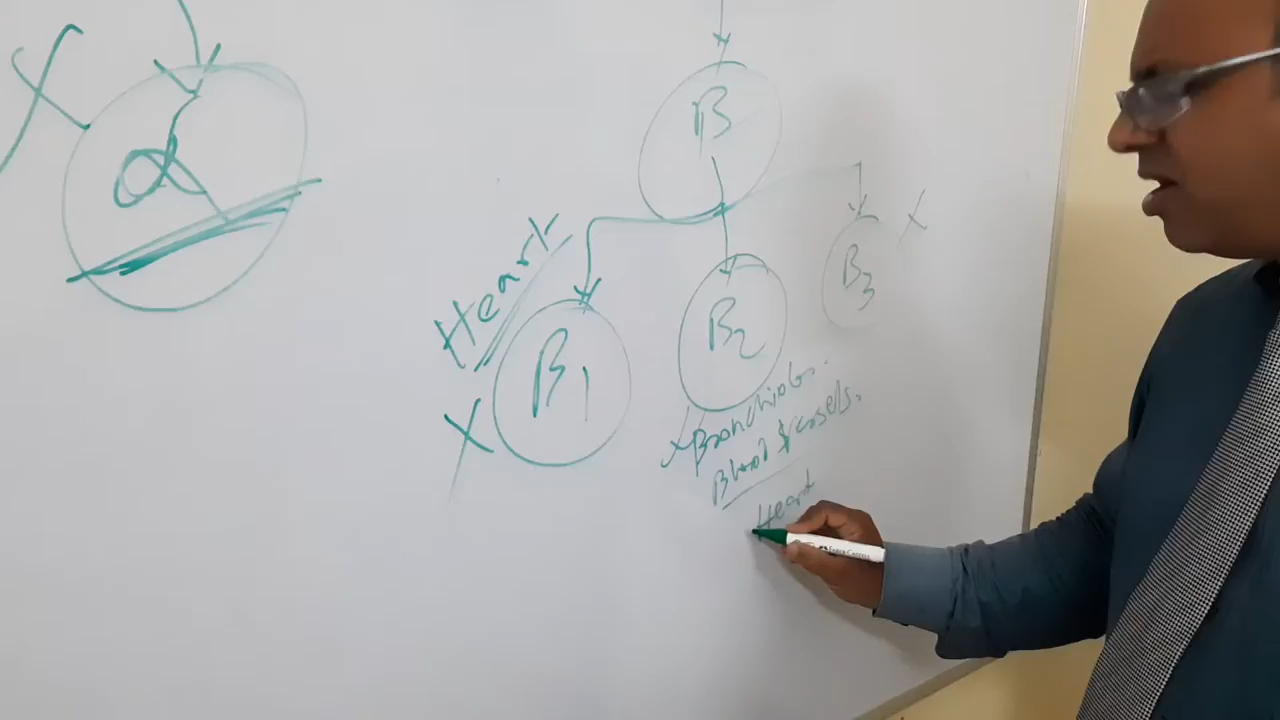 α
β
Heart
β1
β2
β3
X
X
X
Bronchioles.
Blood vessels.
Heart